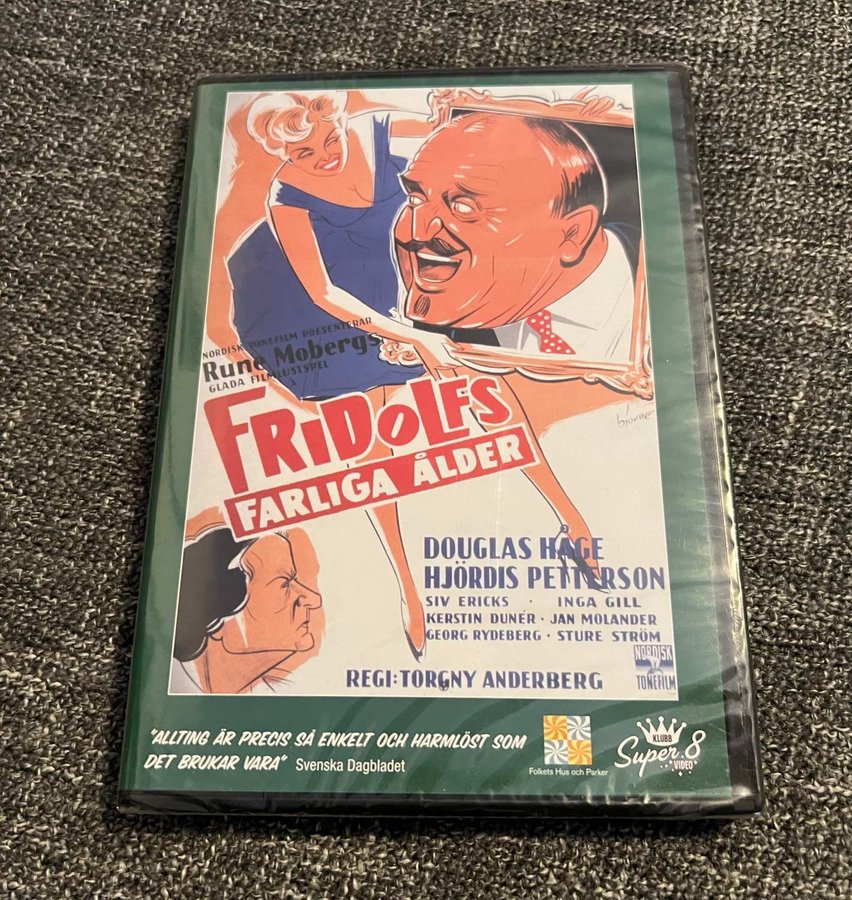 NORDISK TONEFILM PRESENTERAR
Rune Mobergs
GLADA FILMLUSTSPEL
FRIDOLFS
FARLIGA ÅLDER
bjorne
DOUGLAS HÅGE
HJÖRDIS PETTERSON
SIV ERICKS · INGA GILL
KERSTIN DUNÉR · JAN MOLANDER
GEORG RYDEBERG · STURE STRÖM
NORDISK
TONEFILM
REGI: TORGNY ANDERBERG
"ALLTING ÄR PRECIS SÅ ENKELT OCH HARMLÖST SOM
DET BRUKAR VARA" Svenska Dagbladet
Folkets Hus och Parker
KLUBB
Super 8
VIDEO